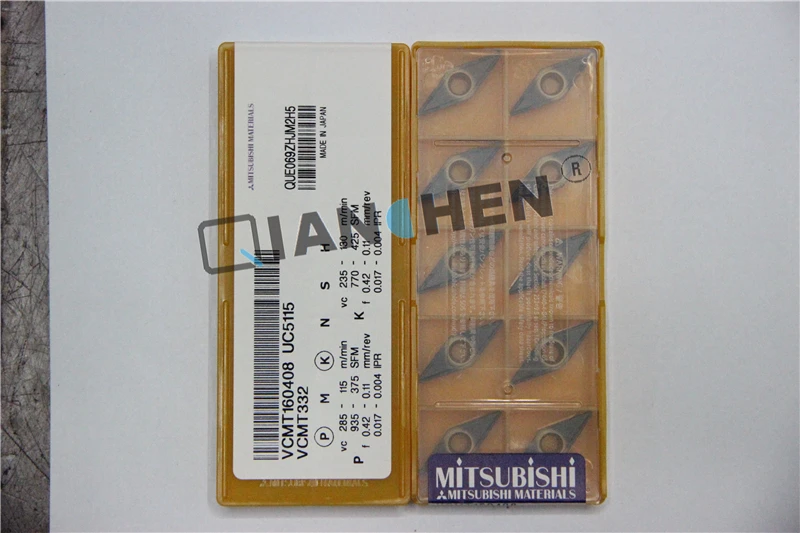 MITSUBISHI MATERIALS
QUE069ZHJM2H5
MADE IN JAPAN
VCMT160408 UC5115
VCMT332
P M K N S H
P
vc 285 - 115 m/min
935 - 375 SFM
f 0.42 - 0.11 mm/rev
0.017 - 0.004 IPR
K
vc 235 - 130 m/min
770 - 425 SFM
f 0.42 - 0.11 mm/rev
0.017 - 0.004 IPR
QIANCHEN ®
MITSUBISHI
MITSUBISHI MATERIALS